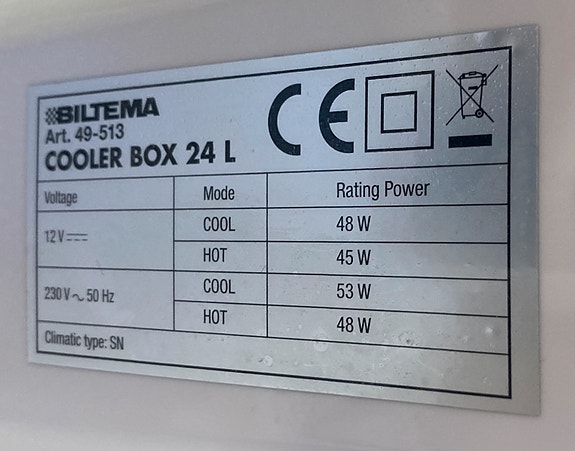 BILTEMA
Art. 49-513
COOLER BOX 24 L
CE
Voltage Mode Rating Power
12 V⎓ COOL 48 W
HOT 45 W
230 V~ 50 Hz COOL 53 W
HOT 48 W
Climatic type: SN